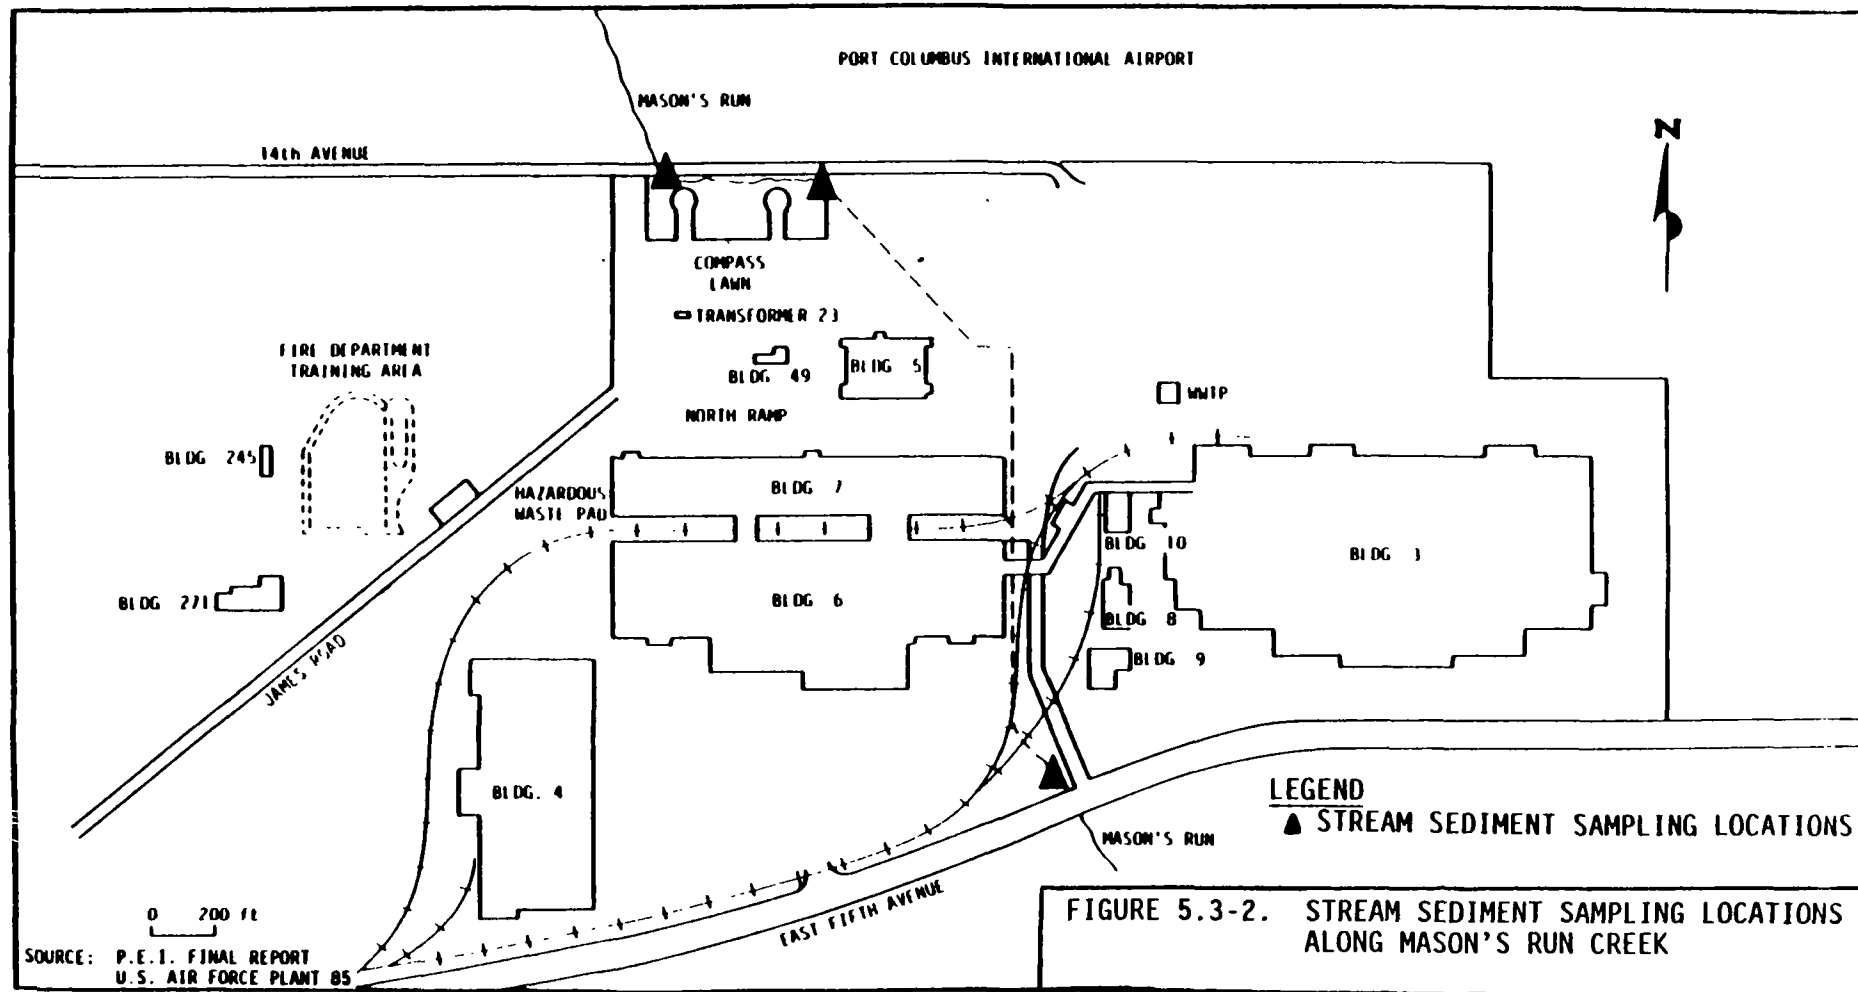 PORT COLUMBUS INTERNATIONAL AIRPORT
MASON'S RUN
N
14th AVENUE
COMPASS
LAWN
TRANSFORMER 23
FIRE DEPARTMENT
TRAINING AREA
BLDG 49
BLDG 5
WWTP
NORTH RAMP
BLDG 245
BLDG 7
HAZARDOUS
WASTE PAD
BLDG 10
BLDG 3
BLDG 271
BLDG 6
BLDG 8
JAMES ROAD
BLDG 9
BLDG. 4
LEGEND
STREAM SEDIMENT SAMPLING LOCATIONS
MASON'S RUN
EAST FIFTH AVENUE
0 200 ft
SOURCE: P.E.I. FINAL REPORT
U.S. AIR FORCE PLANT 85
FIGURE 5.3-2. STREAM SEDIMENT SAMPLING LOCATIONS
ALONG MASON'S RUN CREEK